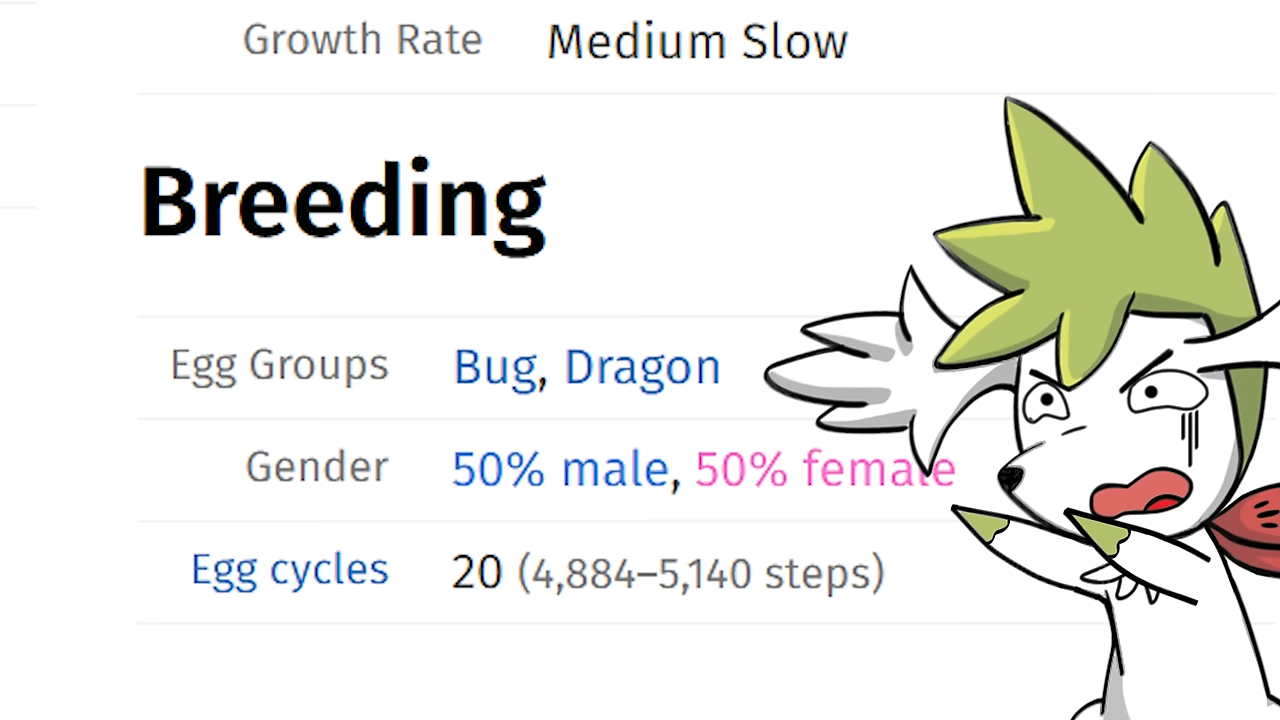 Growth Rate Medium Slow
Breeding
Egg Groups Bug, Dragon
Gender 50% male, 50% female
Egg cycles 20 (4,884–5,140 steps)